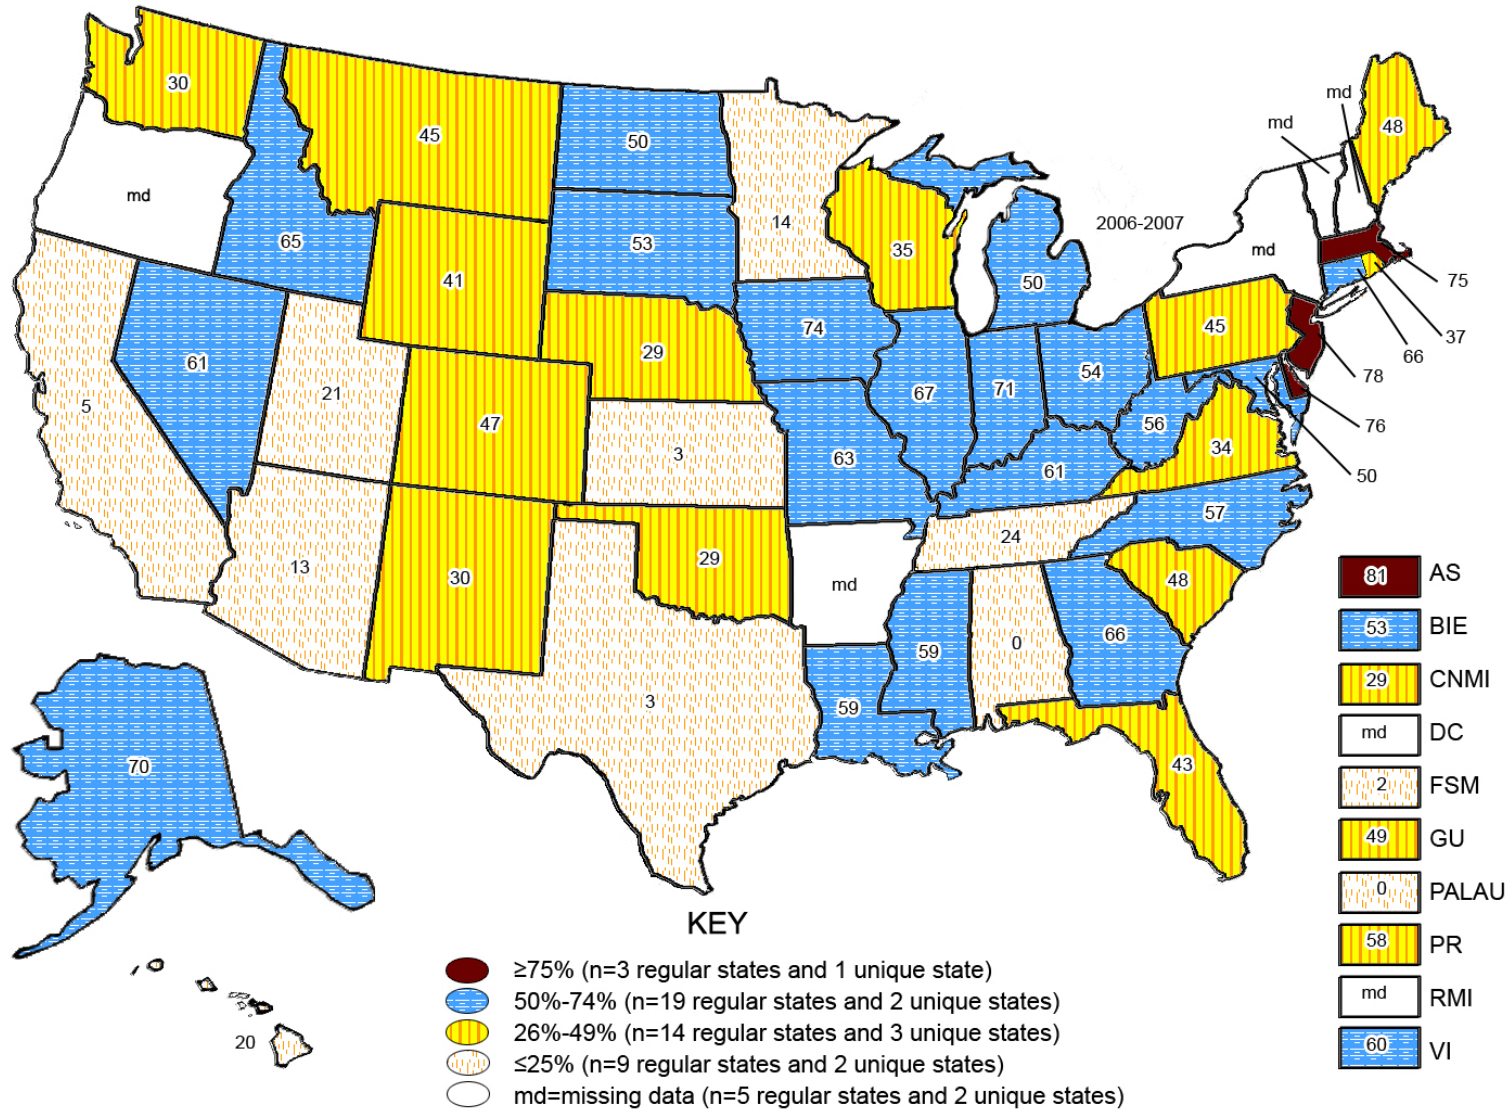 md
30
45
50
md
48
md
65
14
53
35
2006-2007
md
41
50
75
61
74
45
37
29
66
5
21
67
71
54
78
47
56
76
3
34
63
61
50
57
24
13
30
29
md
48
59
0
66
3
59
43
70
20
81 AS
53 BIE
29 CNMI
md DC
2 FSM
49 GU
0 PALAU
58 PR
md RMI
60 VI
KEY
≥75% (n=3 regular states and 1 unique state)
50%-74% (n=19 regular states and 2 unique states)
26%-49% (n=14 regular states and 3 unique states)
≤25% (n=9 regular states and 2 unique states)
md=missing data (n=5 regular states and 2 unique states)